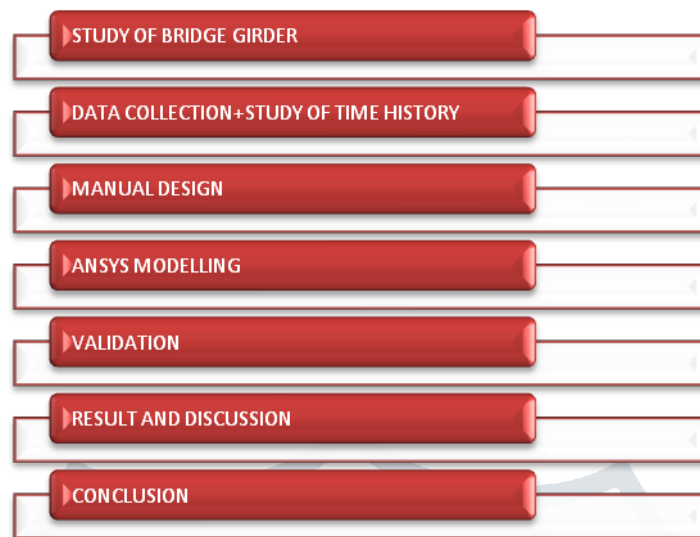 STUDY OF BRIDGE GIRDER
DATA COLLECTION+STUDY OF TIME HISTORY
MANUAL DESIGN
ANSYS MODELLING
VALIDATION
RESULT AND DISCUSSION
CONCLUSION